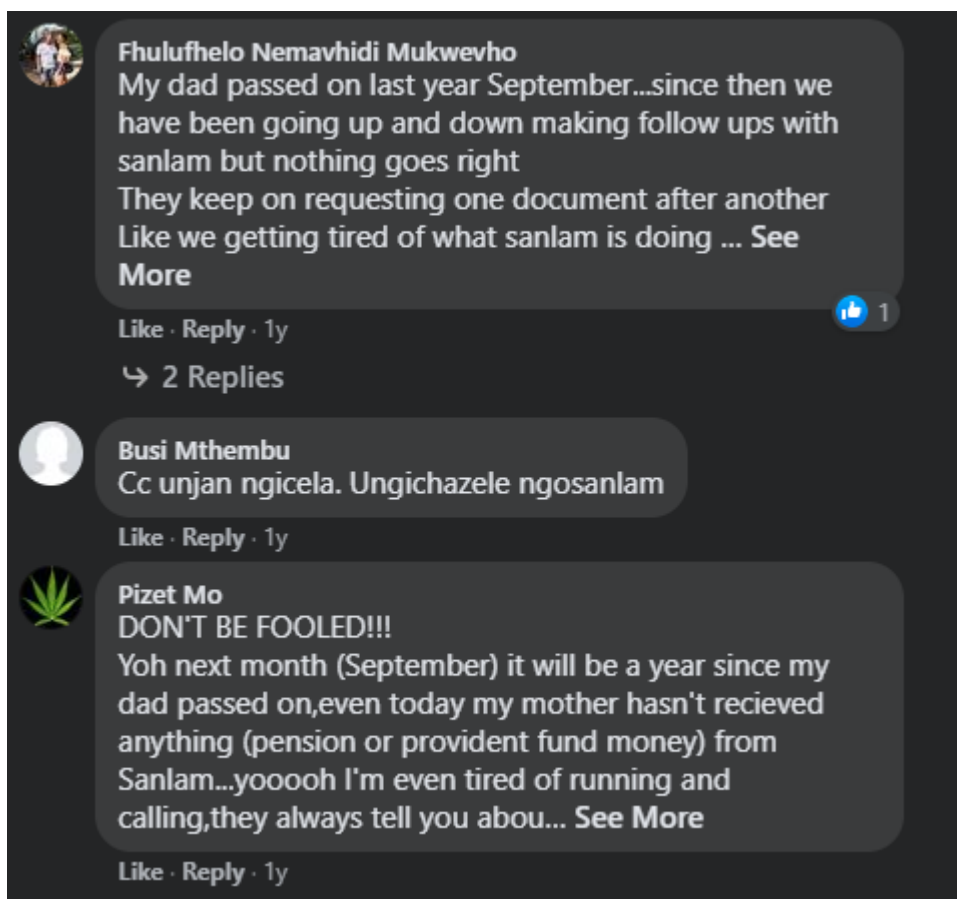 Fhulufhelo Nemavhidi Mukwevho
My dad passed on last year September...since then we
have been going up and down making follow ups with
sanlam but nothing goes right
They keep on requesting one document after another
Like we getting tired of what sanlam is doing ... See
More
1
Like · Reply · 1y
2 Replies
Busi Mthembu
Cc unjan ngicela. Ungichazele ngosanlam
Like · Reply · 1y
Pizet Mo
DON'T BE FOOLED!!!
Yoh next month (September) it will be a year since my
dad passed on,even today my mother hasn't recieved
anything (pension or provident fund money) from
Sanlam...yooooh I'm even tired of running and
calling,they always tell you abou... See More
Like · Reply · 1y